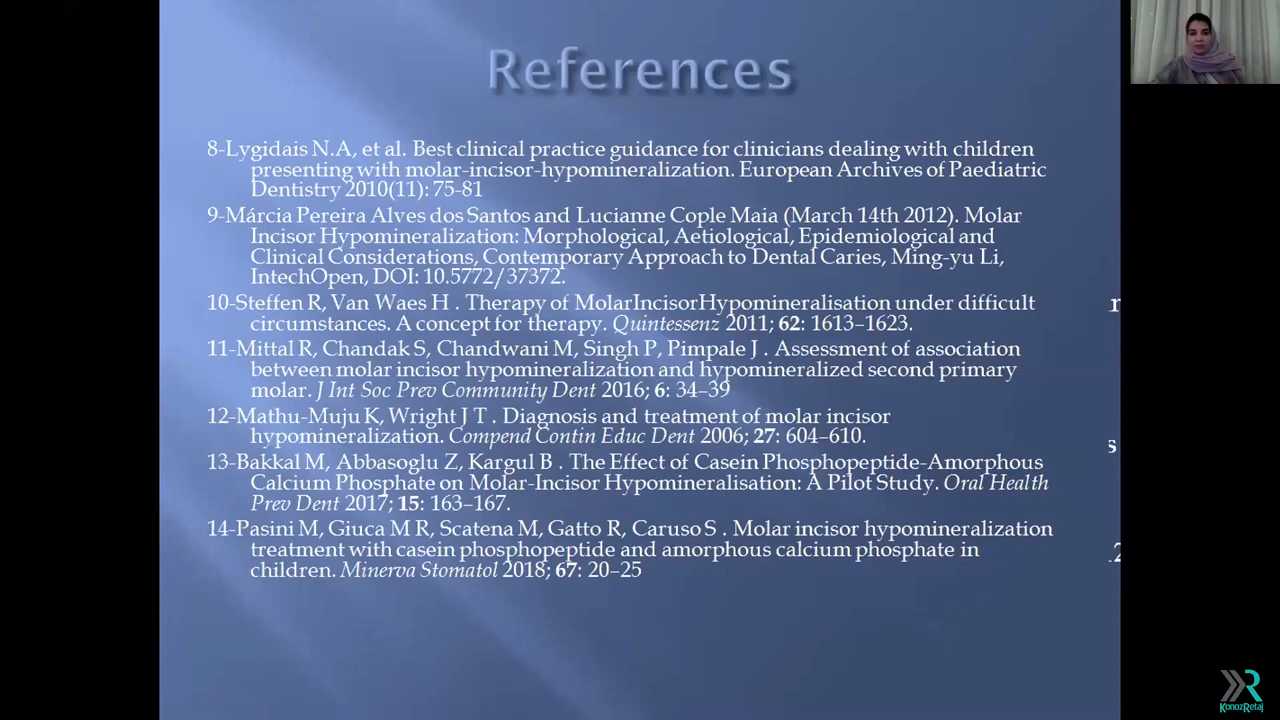 References
8-Lygidais N.A, et al. Best clinical practice guidance for clinicians dealing with children
presenting with molar-incisor-hypomineralization. European Archives of Paediatric
Dentistry 2010(11): 75-81
9-Márcia Pereira Alves dos Santos and Lucianne Cople Maia (March 14th 2012). Molar
Incisor Hypomineralization: Morphological, Aetiological, Epidemiological and
Clinical Considerations, Contemporary Approach to Dental Caries, Ming-yu Li,
IntechOpen, DOI: 10.5772/37372.
10-Steffen R, Van Waes H . Therapy of MolarIncisorHypomineralisation under difficult
circumstances. A concept for therapy. Quintessenz 2011; 62: 1613–1623.
11-Mittal R, Chandak S, Chandwani M, Singh P, Pimpale J . Assessment of association
between molar incisor hypomineralization and hypomineralized second primary
molar. J Int Soc Prev Community Dent 2016; 6: 34–39
12-Mathu-Muju K, Wright J T . Diagnosis and treatment of molar incisor
hypomineralization. Compend Contin Educ Dent 2006; 27: 604–610.
13-Bakkal M, Abbasoglu Z, Kargul B . The Effect of Casein Phosphopeptide-Amorphous
Calcium Phosphate on Molar-Incisor Hypomineralisation: A Pilot Study. Oral Health
Prev Dent 2017; 15: 163–167.
14-Pasini M, Giuca M R, Scatena M, Gatto R, Caruso S . Molar incisor hypomineralization
treatment with casein phosphopeptide and amorphous calcium phosphate in
children. Minerva Stomatol 2018; 67: 20–25
KonozRetaj